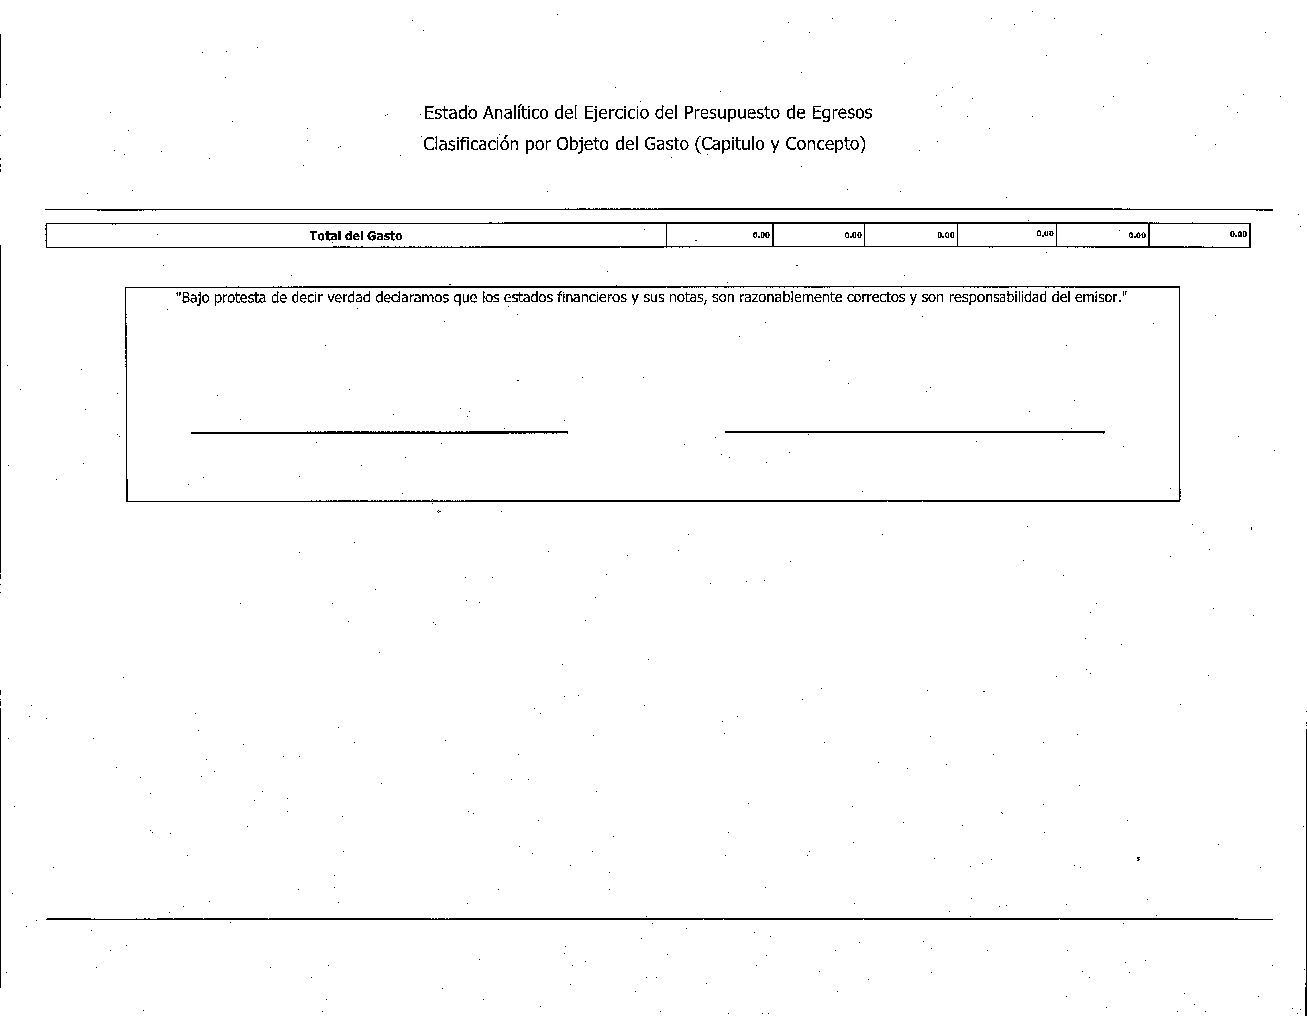 Estado Analítico del Ejercicio del Presupuesto de Egresos
Clasificación por Objeto del Gasto (Capitulo y Concepto)
Total del Gasto 0.00 0.00 0.00 0.00 0.00 0.00
"Bajo protesta de decir verdad declaramos que los estados financieros y sus notas, son razonablemente correctos y son responsabilidad del emisor."